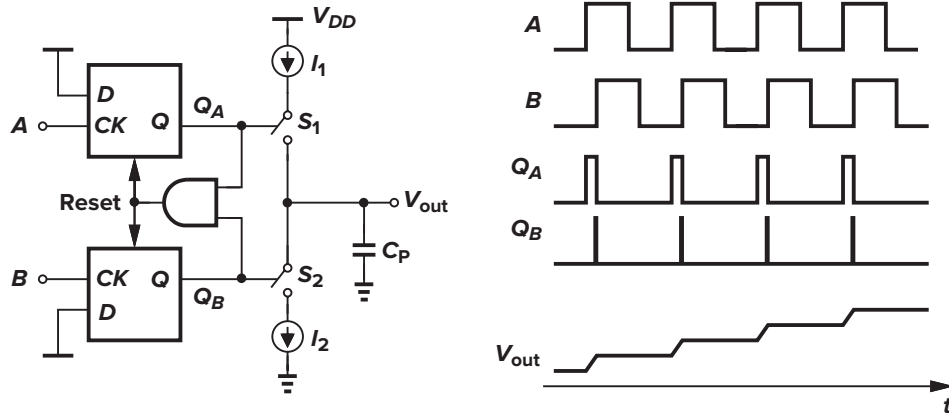 V_DD
I_1
D
Q_A
A
CK
Q
S_1
Reset
V_out
C_P
B
CK
Q
S_2
D
Q_B
I_2
A
B
Q_A
Q_B
V_out
t